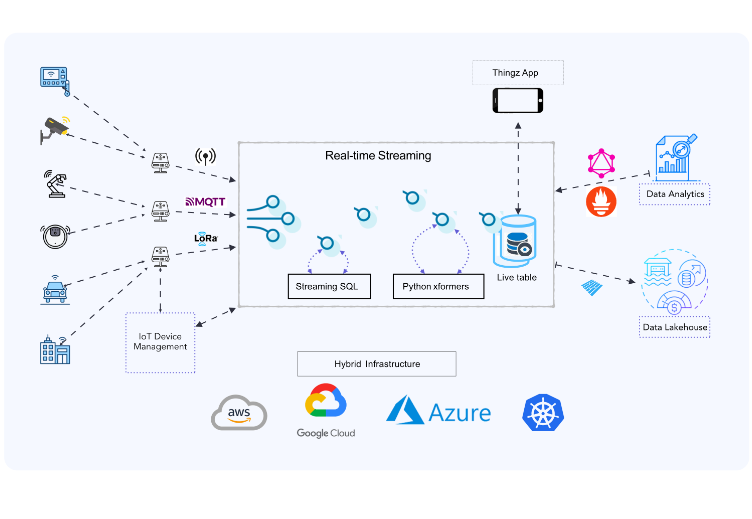 Thingz App
Real-time Streaming
MQTT
LoRa
Data Analytics
Streaming SQL
Python xformers
Live table
IoT Device
Management
Data Lakehouse
Hybrid Infrastructure
aws
Google Cloud
Azure